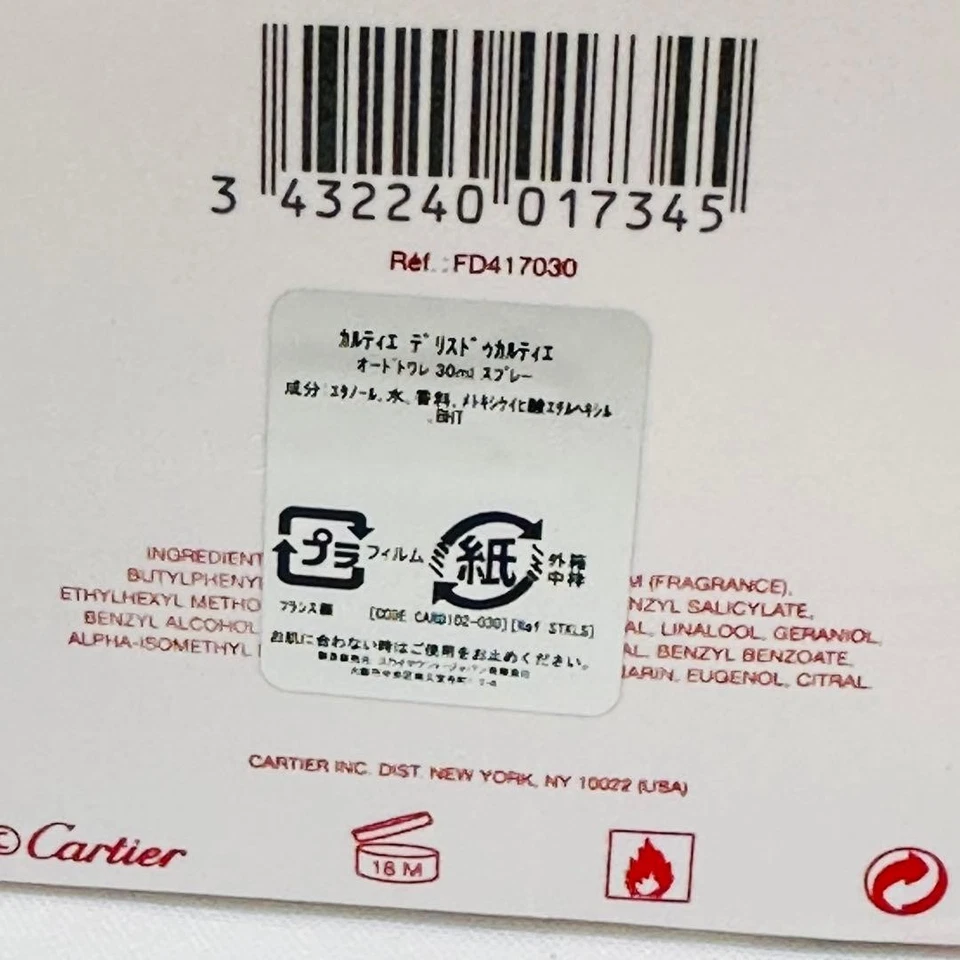 3 432240 017345
Réf. : FD417030
カルティエ デリスドゥカルティエ
オードトワレ 30ml スプレー
成分:エタノール、水、香料、メトキシケイヒ酸エチルヘキシル
、BHT
プラ フィルム 紙 外箱
中枠
フランス製
お肌に合わない時はご使用をお止めください。
INGREDIENT M (FRAGRANCE),
BUTYLPHENYL NZYL SALICYLATE,
ETHYLHEXYL METHO AL, LINALOOL, GERANIOL,
BENZYL ALCOHOL AL, BENZYL BENZOATE,
ALPHA-ISOMETHYL ARIN, EUGENOL, CITRAL.
CARTIER INC. DIST. NEW YORK, NY 10022 (USA)
© Cartier
18 M